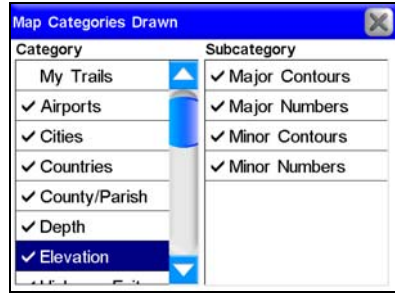 Map Categories Drawn
Category
Subcategory
My Trails
✓ Airports
✓ Cities
✓ Countries
✓ County/Parish
✓ Depth
✓ Elevation
✓ Major Contours
✓ Major Numbers
✓ Minor Contours
✓ Minor Numbers